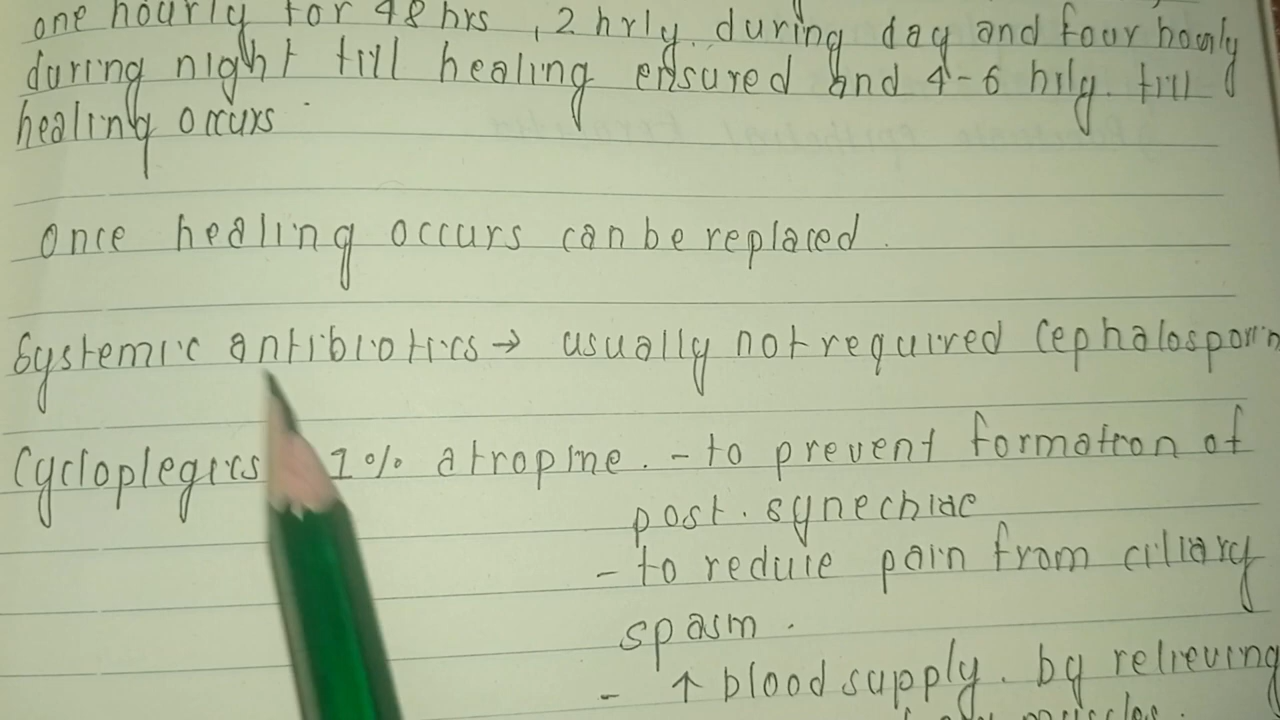 one hourly for 48 hrs , 2 hrly. during day and four hourly
during night till healing ensured and 4-6 hrly. till
healing occurs.
Once healing occurs can be replaced.
Systemic antibiotics → usually not required Cephalosporin
Cycloplegics 1% atropine. - to prevent formation of
post. synechiae
- to reduce pain from ciliary
spasm.
- ↑ blood supply. by relieving
muscles.